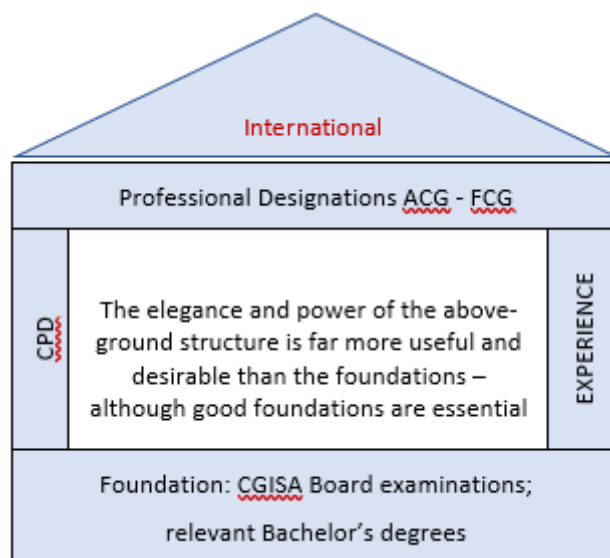 International
Professional Designations ACG - FCG
CPD
The elegance and power of the above-
ground structure is far more useful and
desirable than the foundations –
although good foundations are essential
EXPERIENCE
Foundation: CGISA Board examinations;
relevant Bachelor's degrees